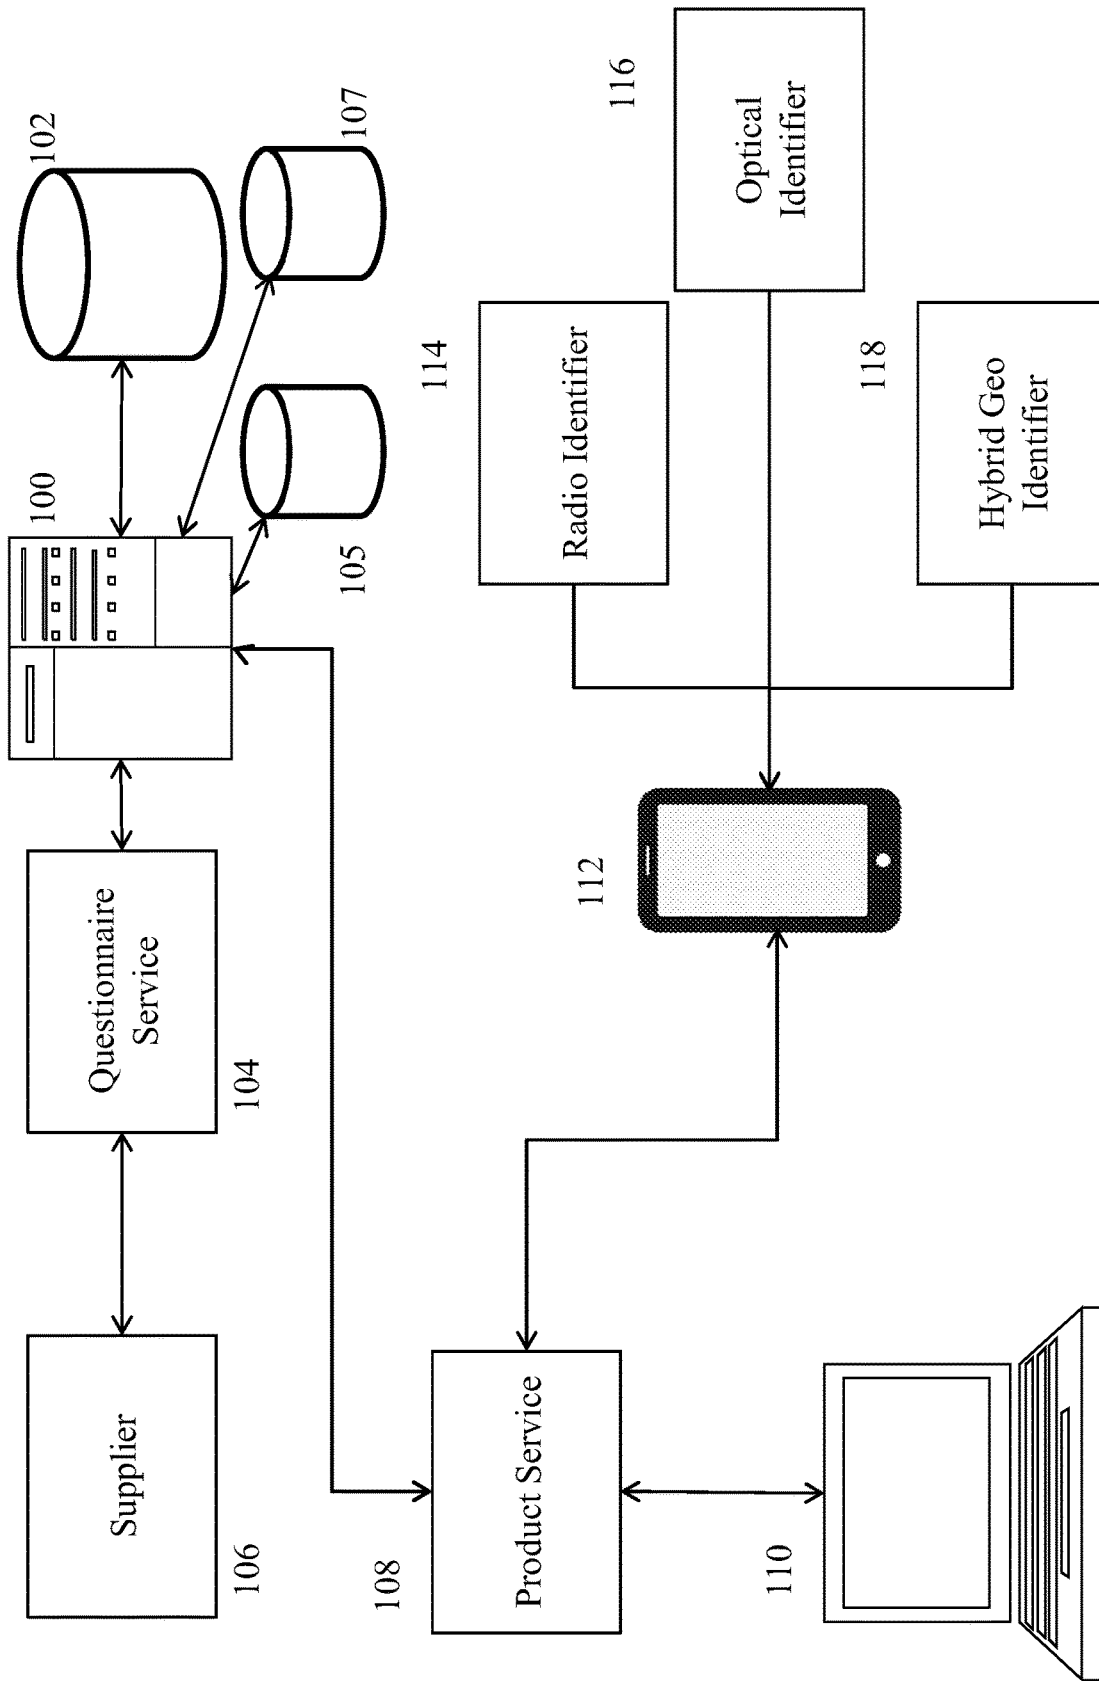 100
102
Supplier
Questionnaire
Service
106
104
105
107
108
114
Product Service
Radio Identifier
112
116
Optical
Identifier
110
118
Hybrid Geo
Identifier